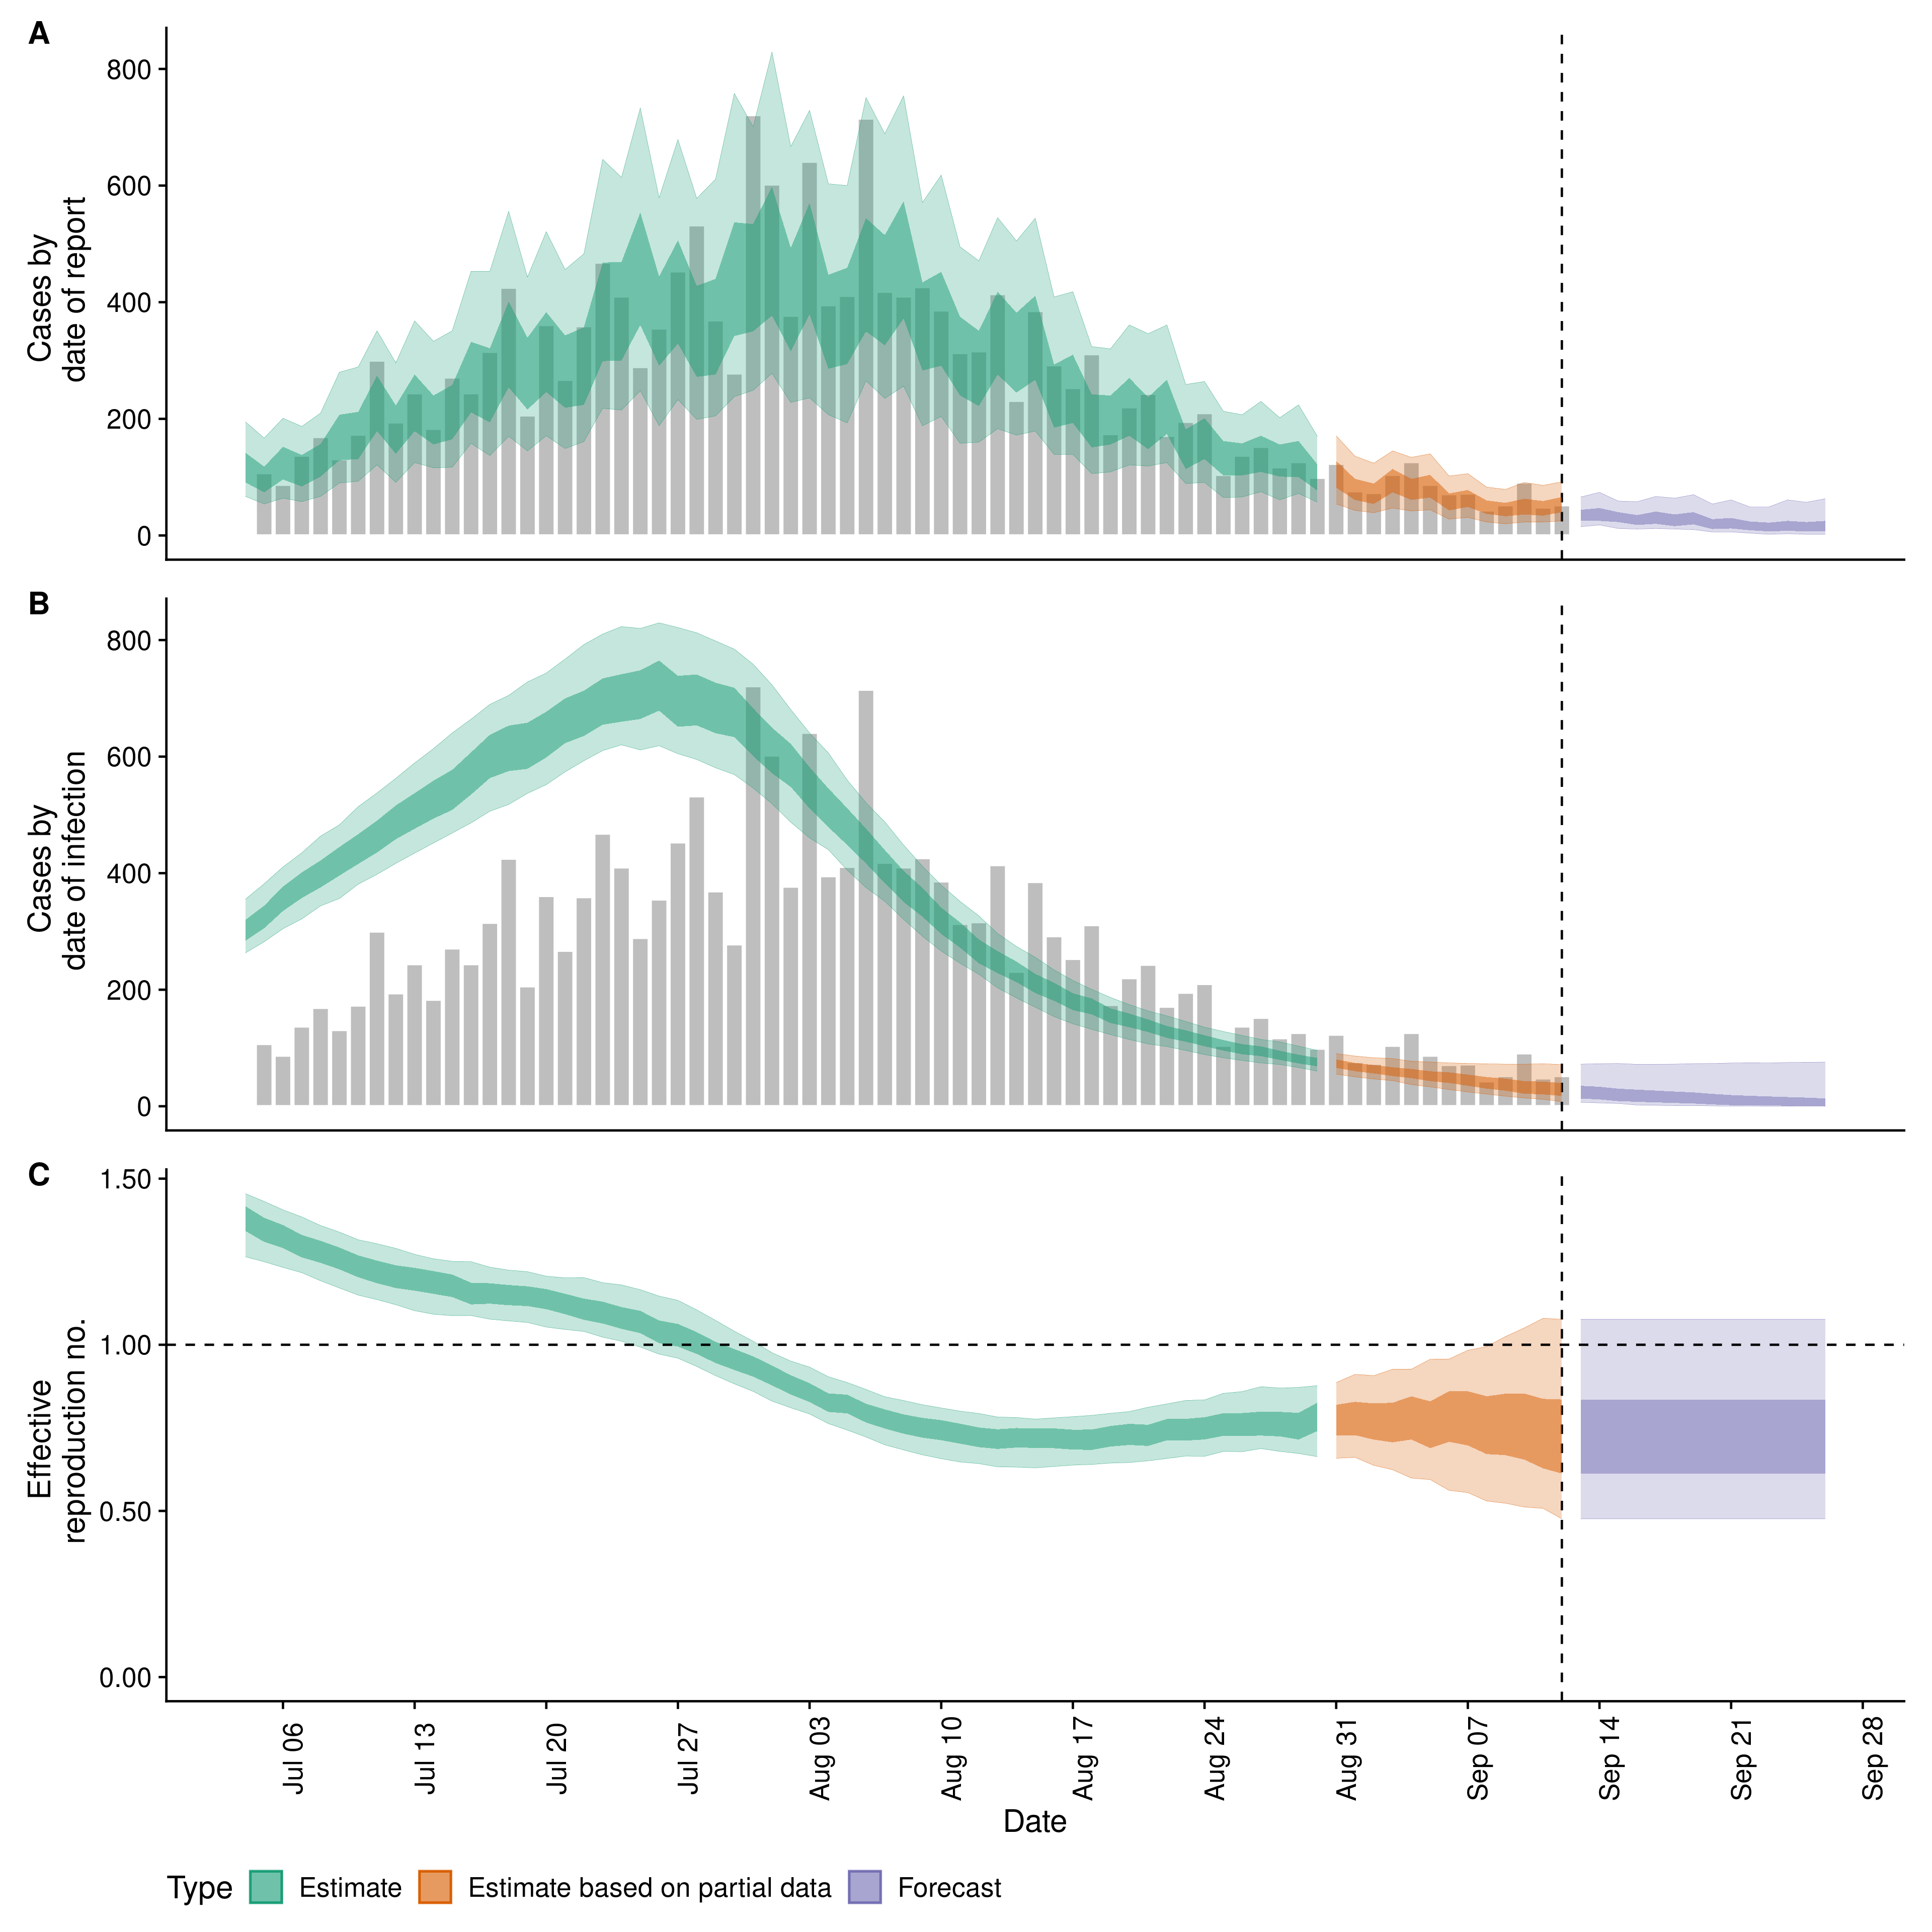 A
Cases by
date of report
800
600
400
200
0
B
Cases by
date of infection
800
600
400
200
0
C
Effective
reproduction no.
1.50
1.00
0.50
0.00
Jul 06
Jul 13
Jul 20
Jul 27
Aug 03
Aug 10
Aug 17
Aug 24
Aug 31
Sep 07
Sep 14
Sep 21
Sep 28
Date
Type Estimate Estimate based on partial data Forecast